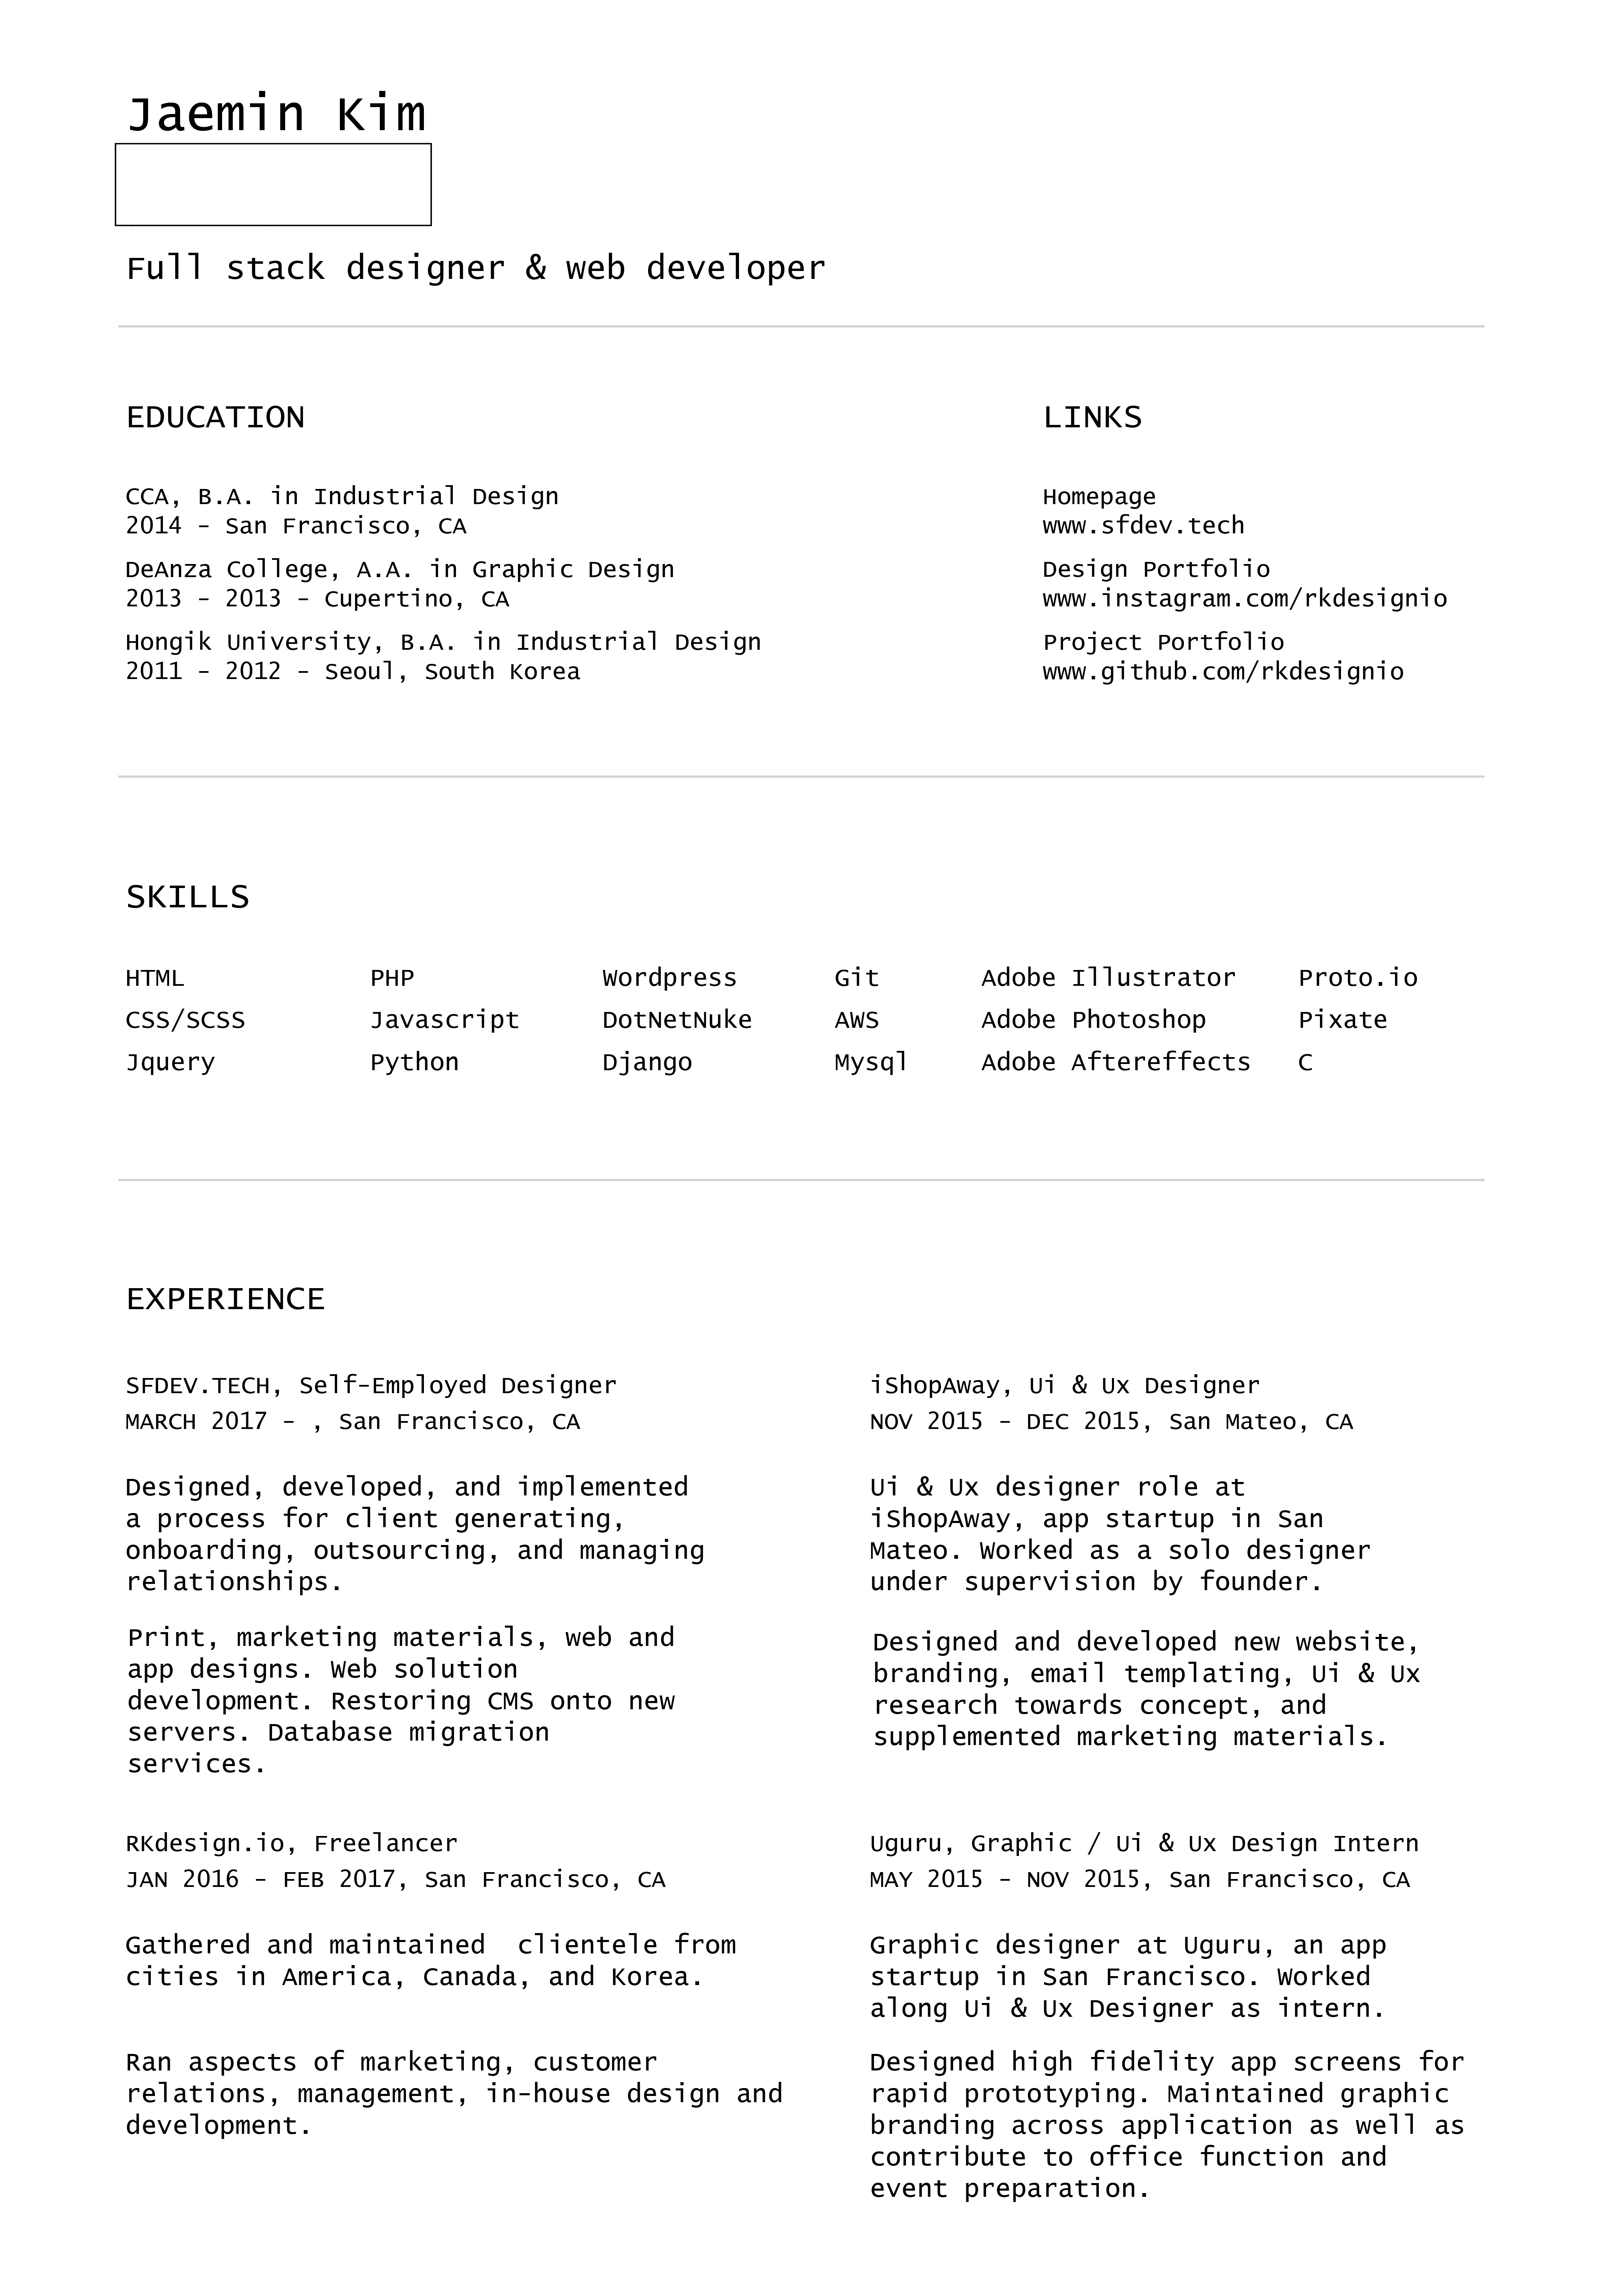 Jaemin Kim
Full stack designer & web developer
EDUCATION
CCA, B.A. in Industrial Design
2014 - San Francisco, CA
DeAnza College, A.A. in Graphic Design
2013 - 2013 - Cupertino, CA
Hongik University, B.A. in Industrial Design
2011 - 2012 - Seoul, South Korea
LINKS
Homepage
www.sfdev.tech
Design Portfolio
www.instagram.com/rkdesignio
Project Portfolio
www.github.com/rkdesignio
SKILLS
HTML PHP Wordpress Git Adobe Illustrator Proto.io
CSS/SCSS Javascript DotNetNuke AWS Adobe Photoshop Pixate
Jquery Python Django Mysql Adobe Aftereffects C
EXPERIENCE
SFDEV.TECH, Self-Employed Designer
MARCH 2017 - , San Francisco, CA
Designed, developed, and implemented
a process for client generating,
onboarding, outsourcing, and managing
relationships.
Print, marketing materials, web and
app designs. Web solution
development. Restoring CMS onto new
servers. Database migration
services.
RKdesign.io, Freelancer
JAN 2016 - FEB 2017, San Francisco, CA
Gathered and maintained  clientele from
cities in America, Canada, and Korea.
Ran aspects of marketing, customer
relations, management, in-house design and
development.
iShopAway, Ui & Ux Designer
NOV 2015 - DEC 2015, San Mateo, CA
Ui & Ux designer role at
iShopAway, app startup in San
Mateo. Worked as a solo designer
under supervision by founder.
Designed and developed new website,
branding, email templating, Ui & Ux
research towards concept, and
supplemented marketing materials.
Uguru, Graphic / Ui & Ux Design Intern
MAY 2015 - NOV 2015, San Francisco, CA
Graphic designer at Uguru, an app
startup in San Francisco. Worked
along Ui & Ux Designer as intern.
Designed high fidelity app screens for
rapid prototyping. Maintained graphic
branding across application as well as
contribute to office function and
event preparation.